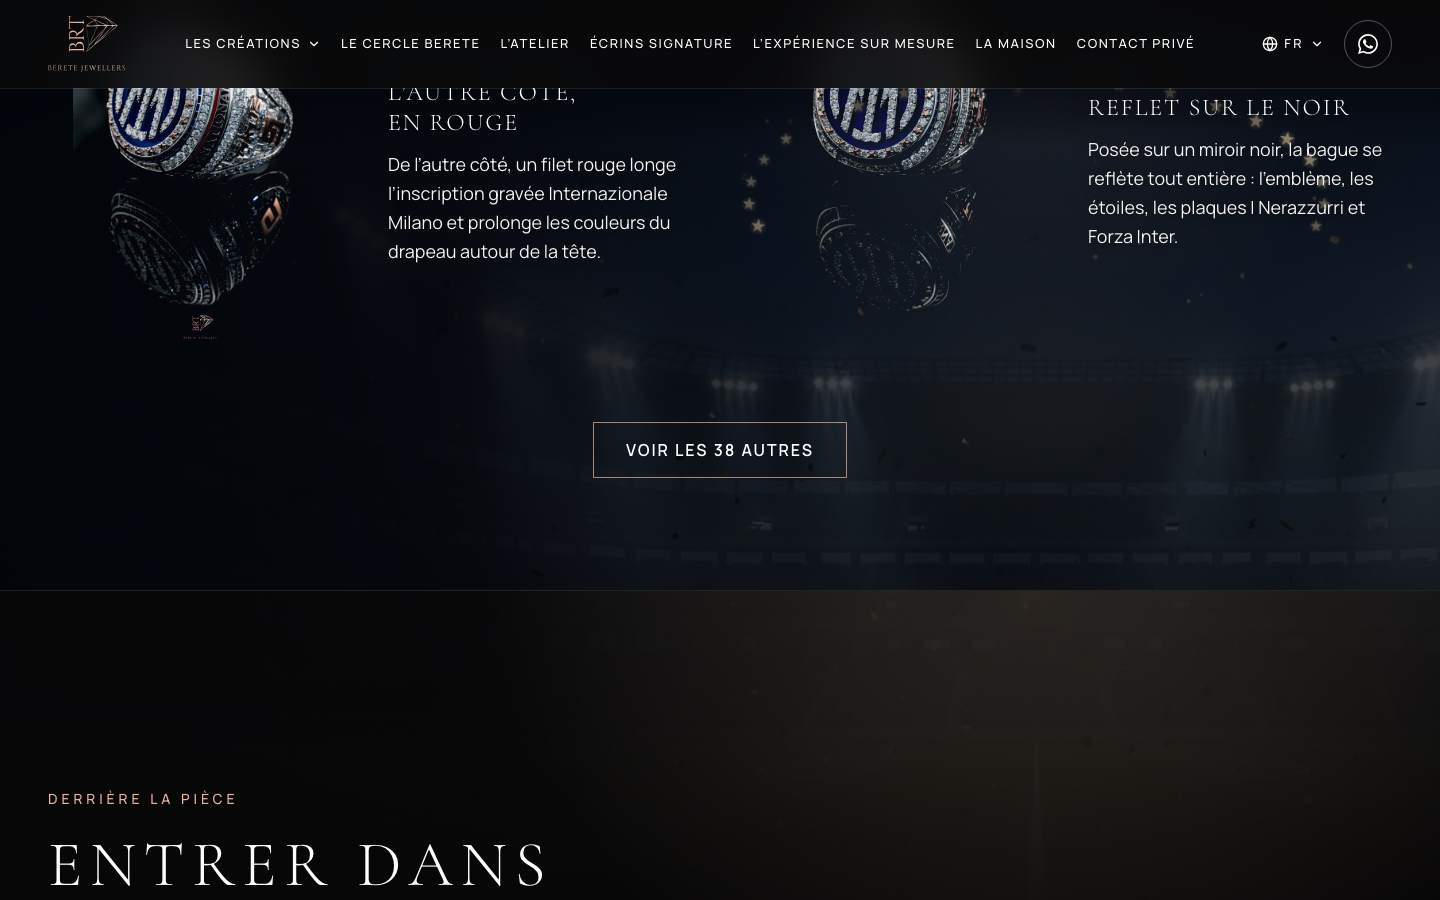 BRT
BERETE JEWELLERS
LES CRÉATIONS
LE CERCLE BERETE
L'ATELIER
ÉCRINS SIGNATURE
L'EXPÉRIENCE SUR MESURE
LA MAISON
CONTACT PRIVÉ
FR
L'AUTRE CÔTÉ,
EN ROUGE
De l'autre côté, un filet rouge longe
l'inscription gravée Internazionale
Milano et prolonge les couleurs du
drapeau autour de la tête.
REFLET SUR LE NOIR
Posée sur un miroir noir, la bague se
reflète tout entière : l'emblème, les
étoiles, les plaques I Nerazzurri et
Forza Inter.
BRT
VOIR LES 38 AUTRES
DERRIÈRE LA PIÈCE
ENTRER DANS